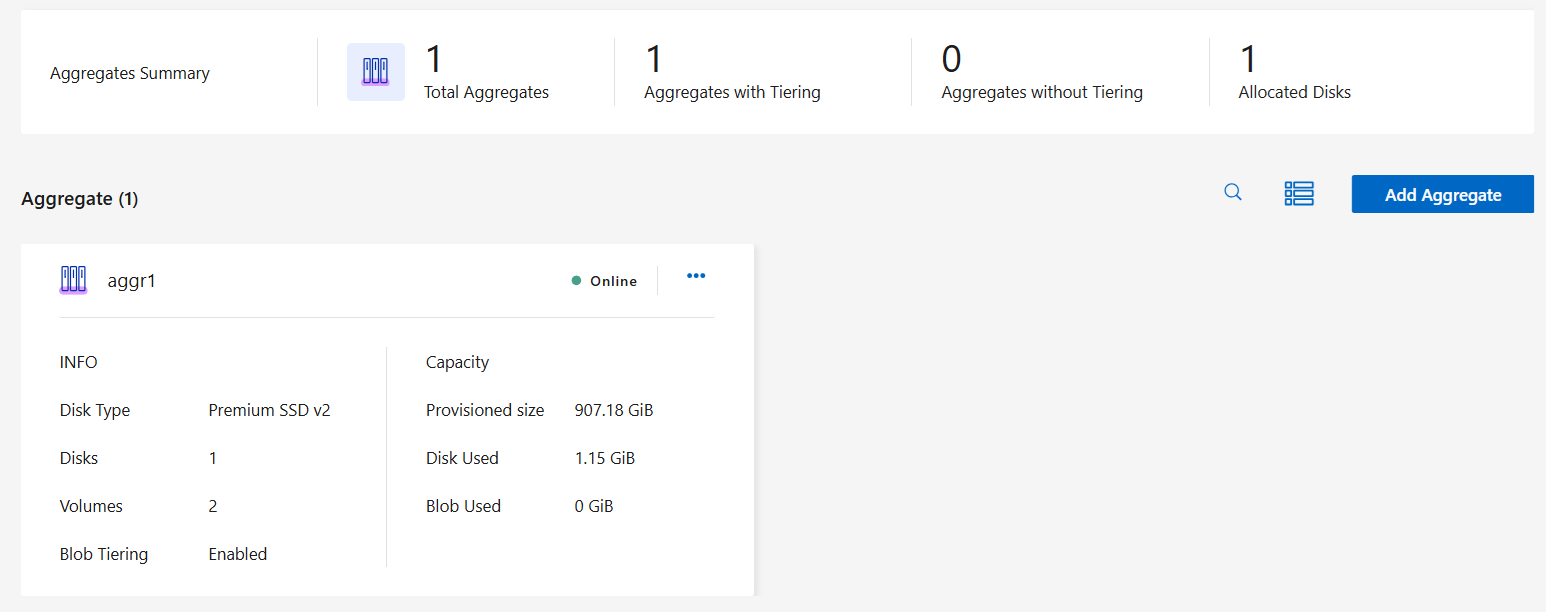 Aggregates Summary
1
Total Aggregates
1
Aggregates with Tiering
0
Aggregates without Tiering
1
Allocated Disks
Aggregate (1)
Add Aggregate
aggr1
Online
INFO
Disk Type Premium SSD v2
Disks 1
Volumes 2
Blob Tiering Enabled
Capacity
Provisioned size 907.18 GiB
Disk Used 1.15 GiB
Blob Used 0 GiB